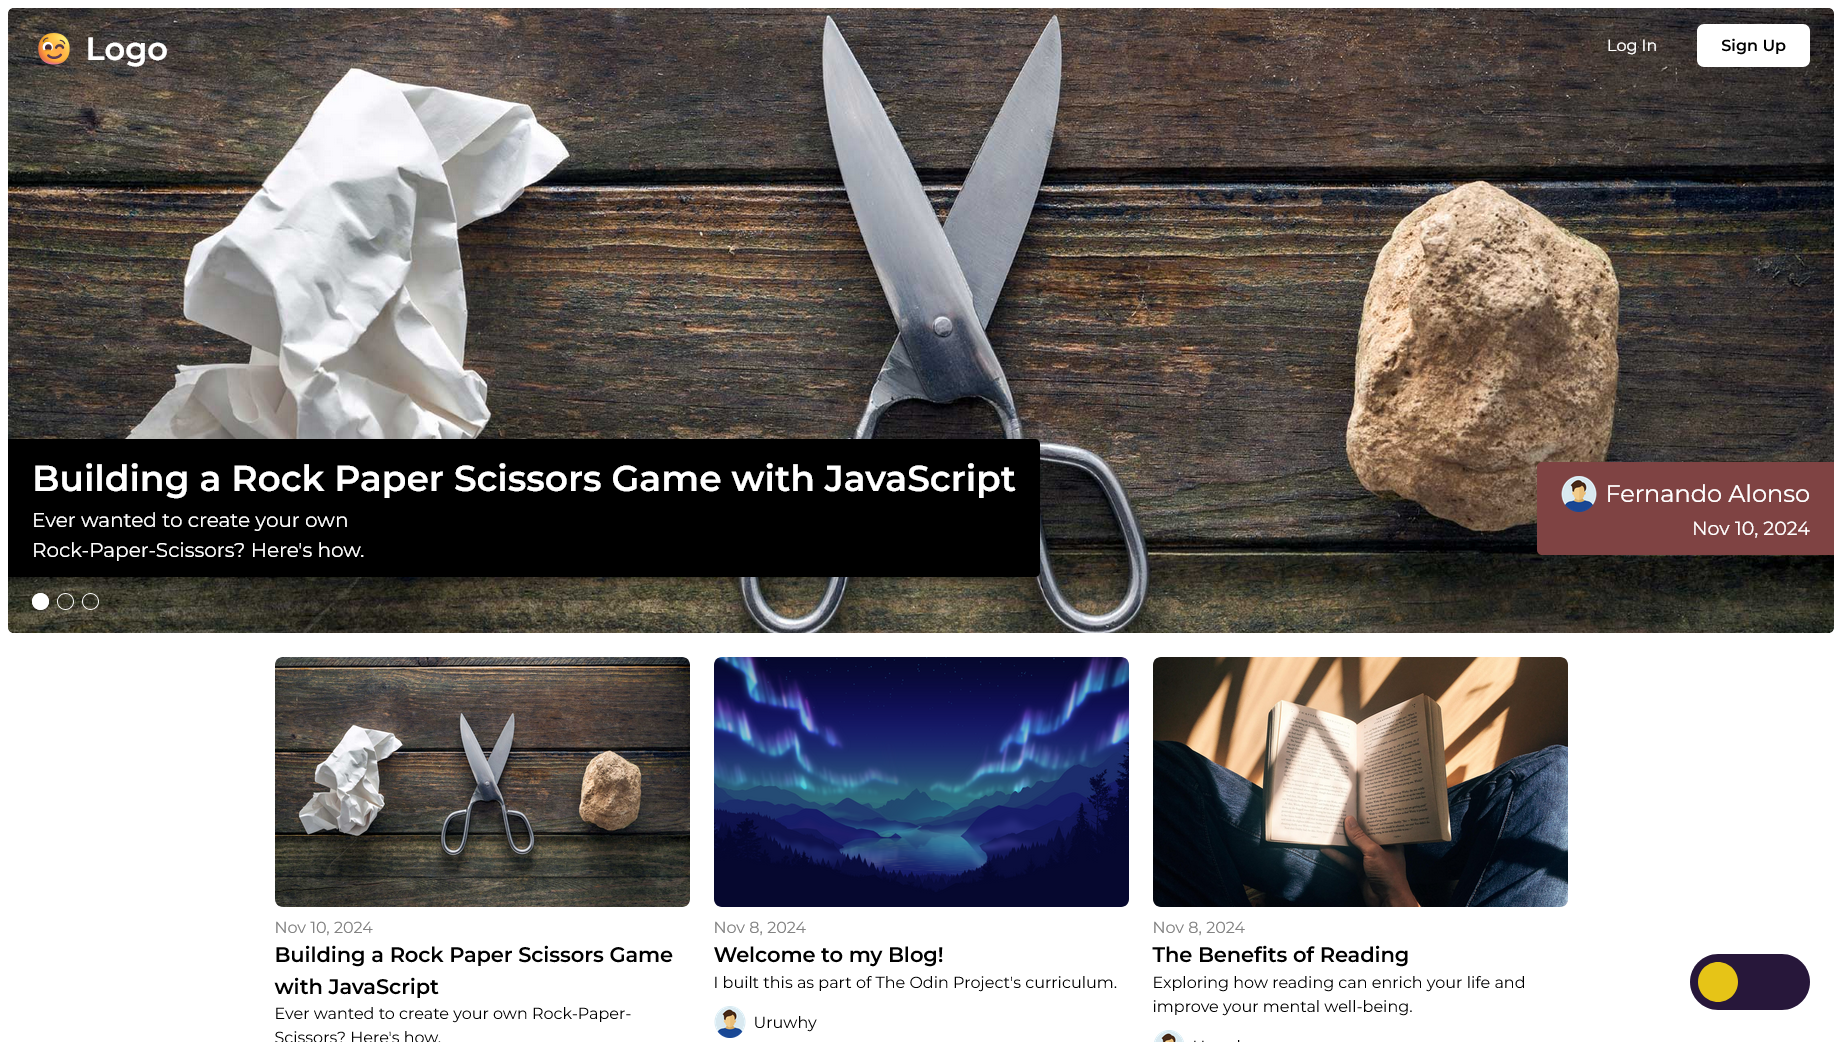 Logo
Log In
Sign Up
Building a Rock Paper Scissors Game with JavaScript
Ever wanted to create your own
Rock-Paper-Scissors? Here's how.
Fernando Alonso
Nov 10, 2024
Nov 10, 2024
Building a Rock Paper Scissors Game
with JavaScript
Ever wanted to create your own Rock-Paper-
Scissors? Here's how.
Nov 8, 2024
Welcome to my Blog!
I built this as part of The Odin Project's curriculum.
Uruwhy
Nov 8, 2024
The Benefits of Reading
Exploring how reading can enrich your life and
improve your mental well-being.